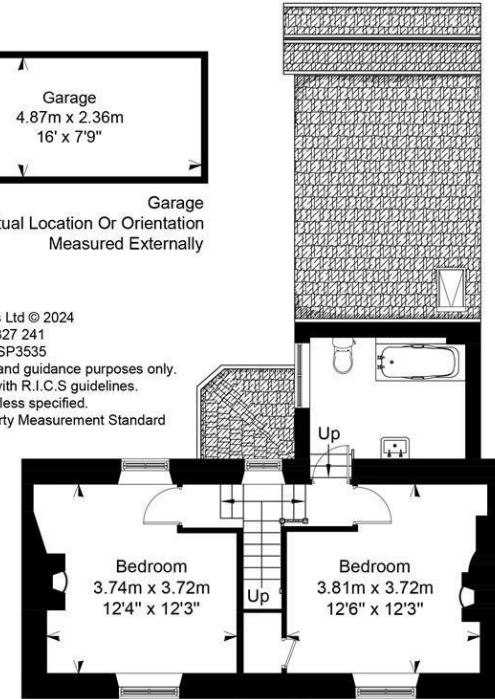 Garage
4.87m x 2.36m
16' x 7'9"
Garage
tual Location Or Orientation
Measured Externally
s Ltd © 2024
827 241
SP3535
and guidance purposes only.
with R.I.C.S guidelines.
less specified.
rty Measurement Standard
Up
Bedroom
3.74m x 3.72m
12'4" x 12'3"
Up
Bedroom
3.81m x 3.72m
12'6" x 12'3"